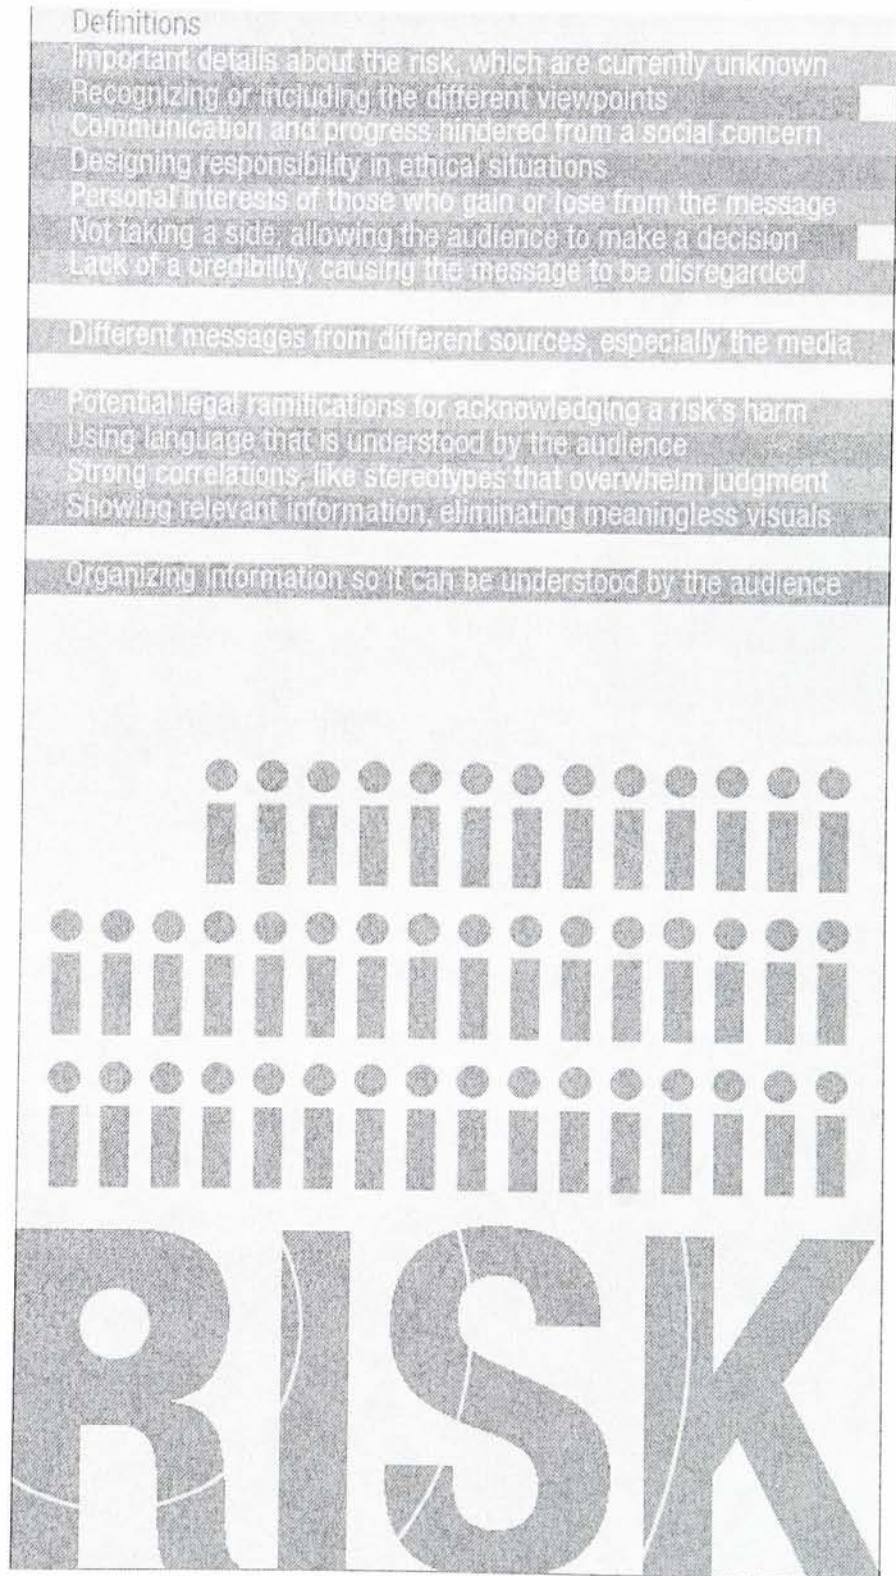 Definitions
Important details about the risk, which are currently unknown
Recognizing or including the different viewpoints
Communication and progress hindered from a social concern
Designing responsibility in ethical situations
Personal interests of those who gain or lose from the message
Not taking a side, allowing the audience to make a decision
Lack of a credibility, causing the message to be disregarded
Different messages from different sources, especially the media
Potential legal ramifications for acknowledging a risk's harm
Using language that is understood by the audience
Strong correlations, like stereotypes that overwhelm judgment
Showing relevant information, eliminating meaningless visuals
Organizing information so it can be understood by the audience
i i i i i i i i i i i i i
i i i i i i i i i i i i i i i i
i i i i i i i i i i i i i i i i
RISK